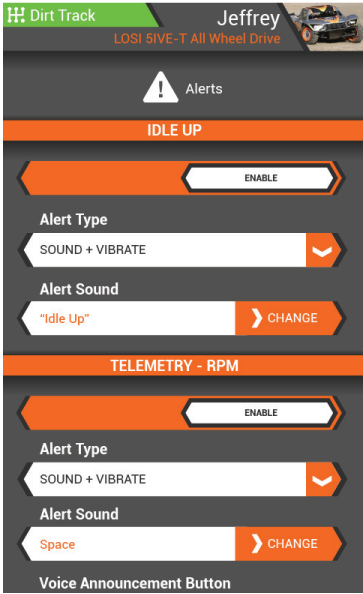 Dirt Track
Jeffrey
LOSI 5IVE-T All Wheel Drive
Alerts
IDLE UP
ENABLE
Alert Type
SOUND + VIBRATE
Alert Sound
"Idle Up"
CHANGE
TELEMETRY - RPM
ENABLE
Alert Type
SOUND + VIBRATE
Alert Sound
Space
CHANGE
Voice Announcement Button